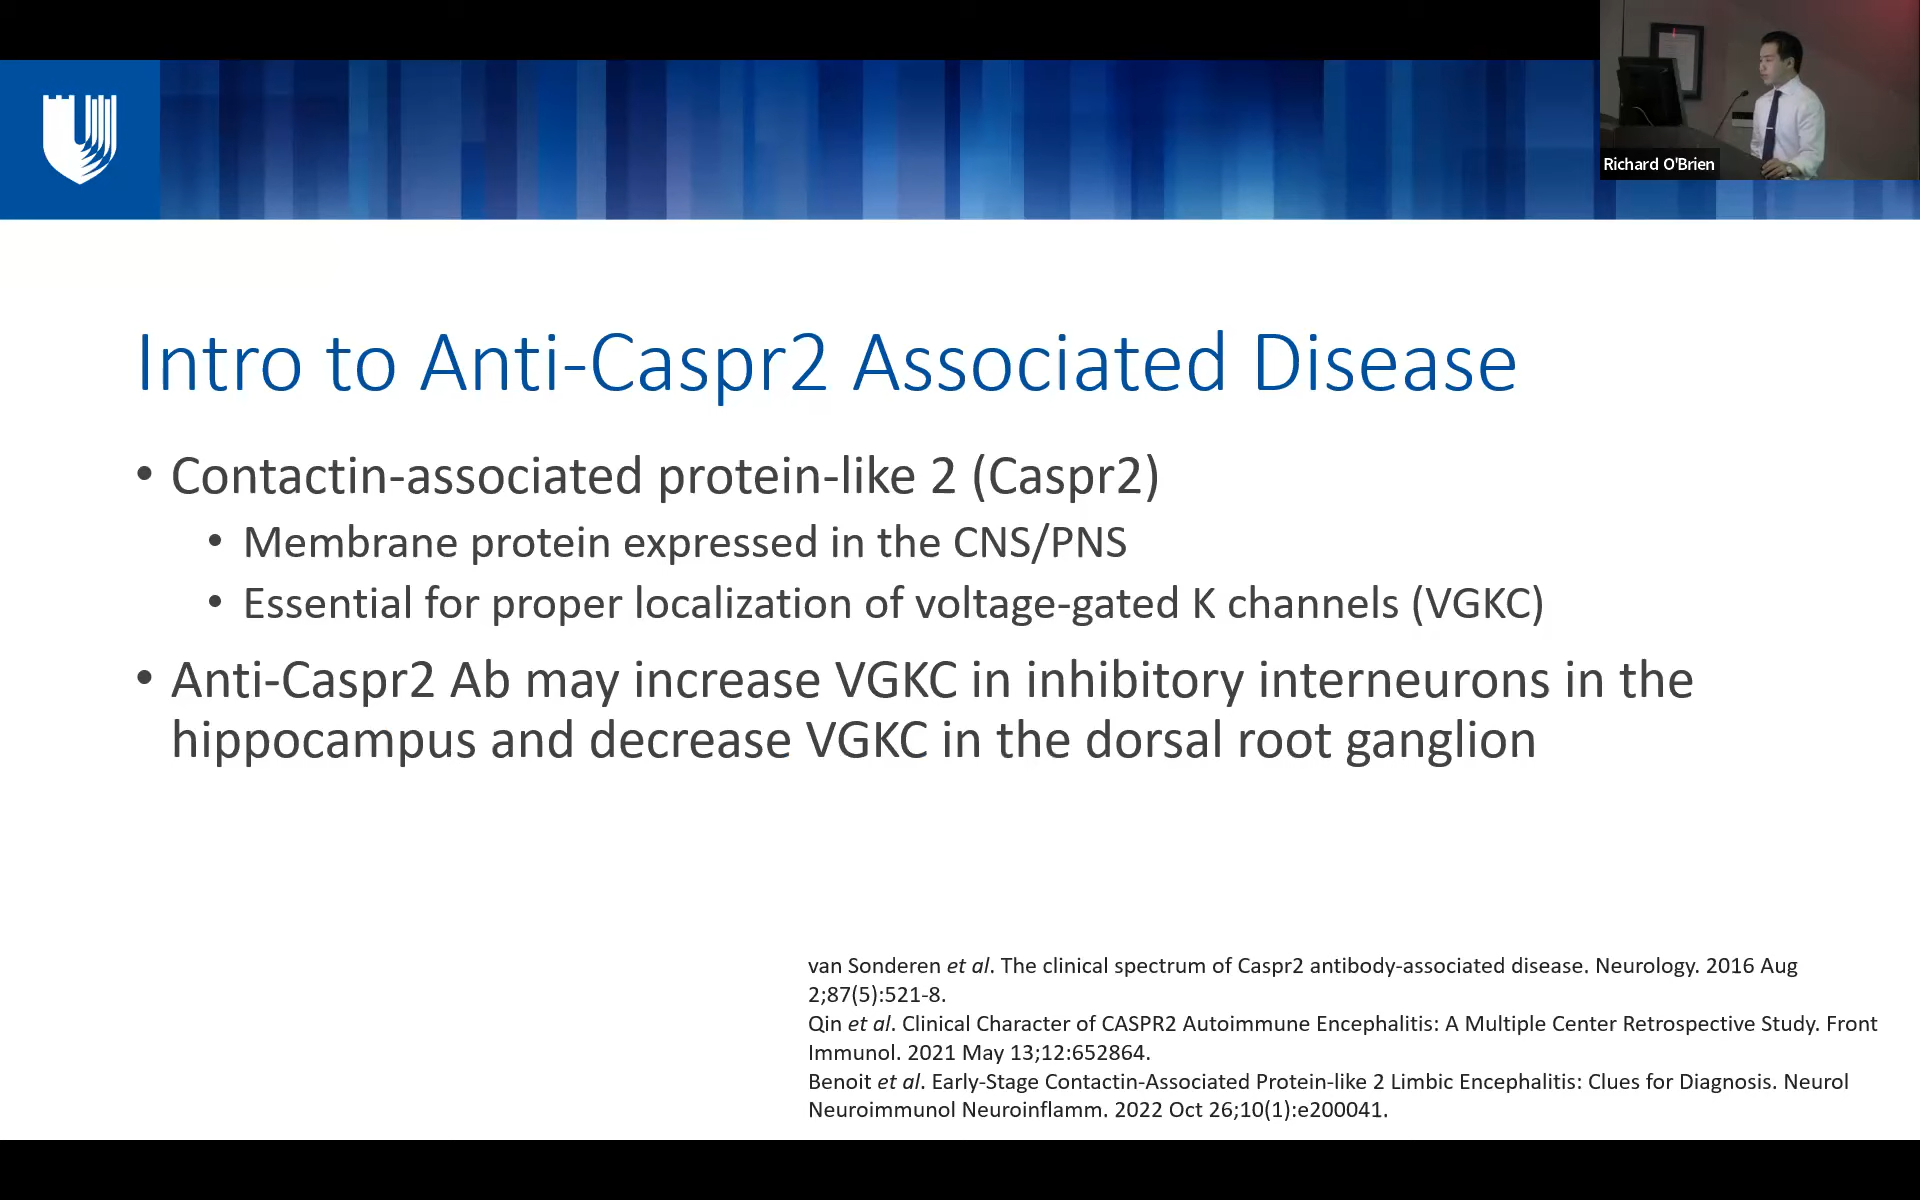 Richard O'Brien
Intro to Anti-Caspr2 Associated Disease
• Contactin-associated protein-like 2 (Caspr2)
• Membrane protein expressed in the CNS/PNS
• Essential for proper localization of voltage-gated K channels (VGKC)
• Anti-Caspr2 Ab may increase VGKC in inhibitory interneurons in the
hippocampus and decrease VGKC in the dorsal root ganglion
van Sonderen et al. The clinical spectrum of Caspr2 antibody-associated disease. Neurology. 2016 Aug
2;87(5):521-8.
Qin et al. Clinical Character of CASPR2 Autoimmune Encephalitis: A Multiple Center Retrospective Study. Front
Immunol. 2021 May 13;12:652864.
Benoit et al. Early-Stage Contactin-Associated Protein-like 2 Limbic Encephalitis: Clues for Diagnosis. Neurol
Neuroimmunol Neuroinflamm. 2022 Oct 26;10(1):e200041.